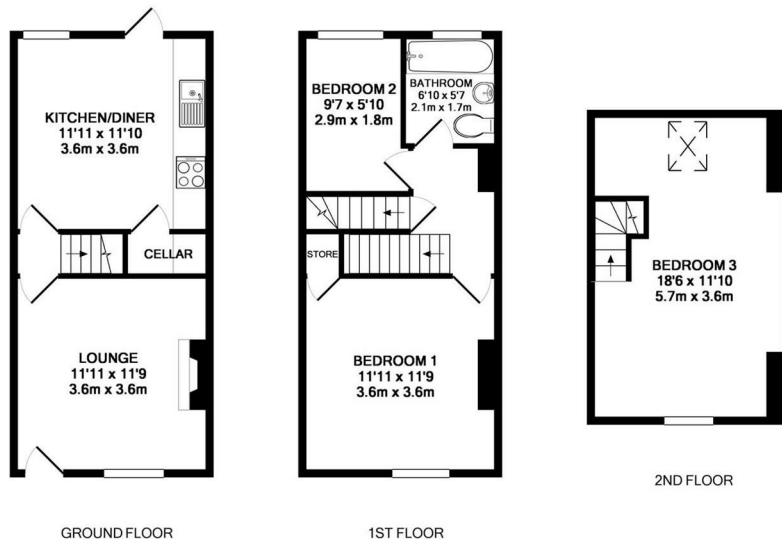 KITCHEN/DINER
11'11 x 11'10
3.6m x 3.6m
CELLAR
LOUNGE
11'11 x 11'9
3.6m x 3.6m
GROUND FLOOR
BEDROOM 2
9'7 x 5'10
2.9m x 1.8m
BATHROOM
6'10 x 5'7
2.1m x 1.7m
STORE
BEDROOM 1
11'11 x 11'9
3.6m x 3.6m
1ST FLOOR
BEDROOM 3
18'6 x 11'10
5.7m x 3.6m
2ND FLOOR